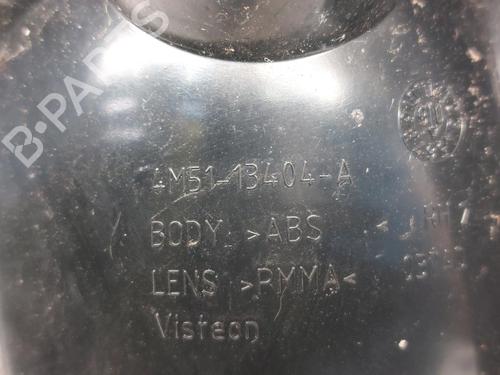 B-PARTS
4M51-13404-A
BODY >ABS
LENS >PMMA<
Visteon